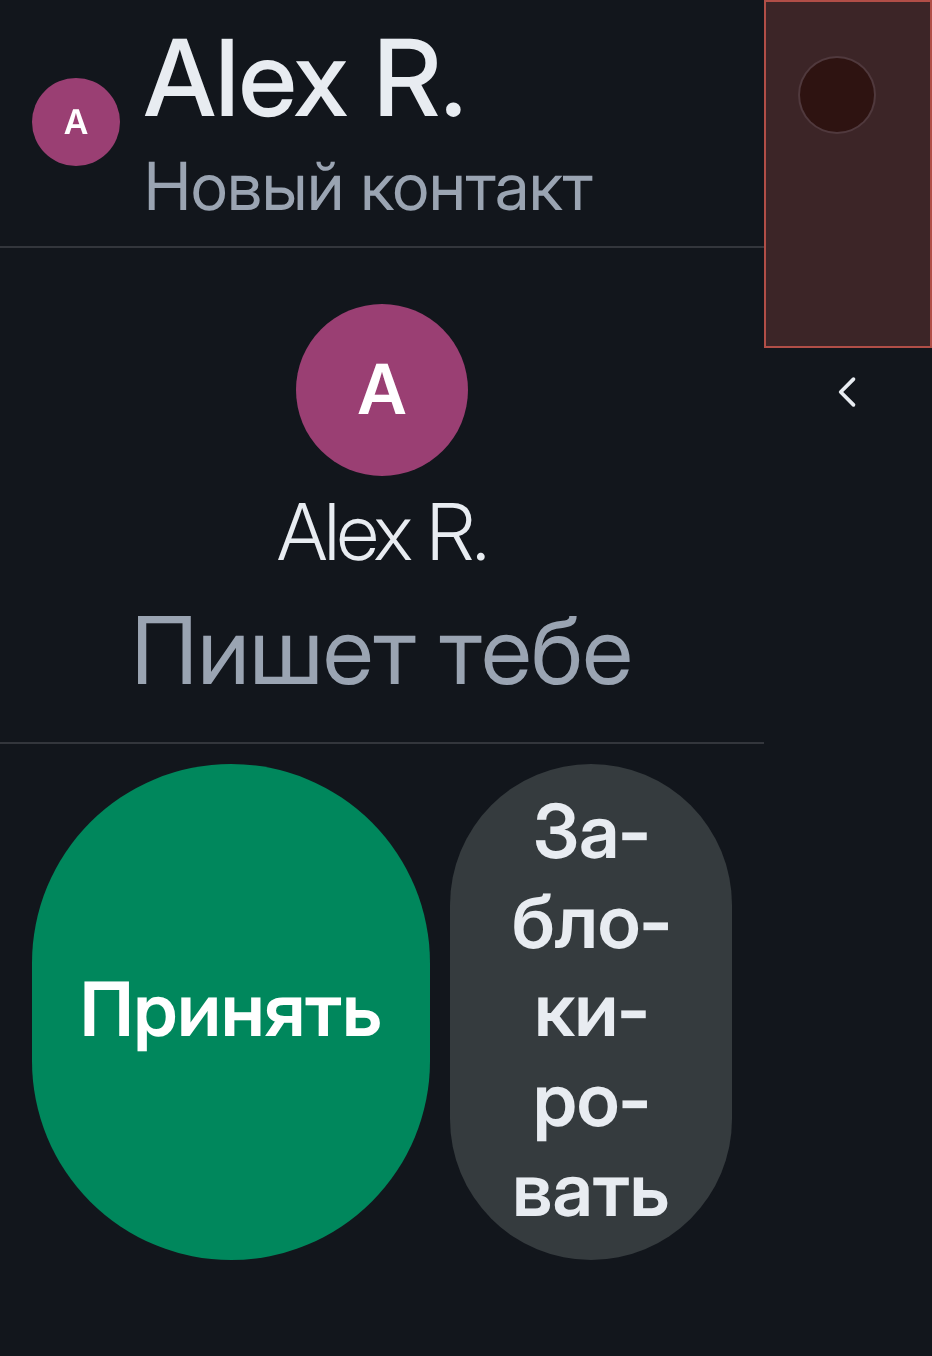 A
Alex R.
Новый контакт
A
Alex R.
Пишет тебе
Принять
За-
бло-
ки-
ро-
вать